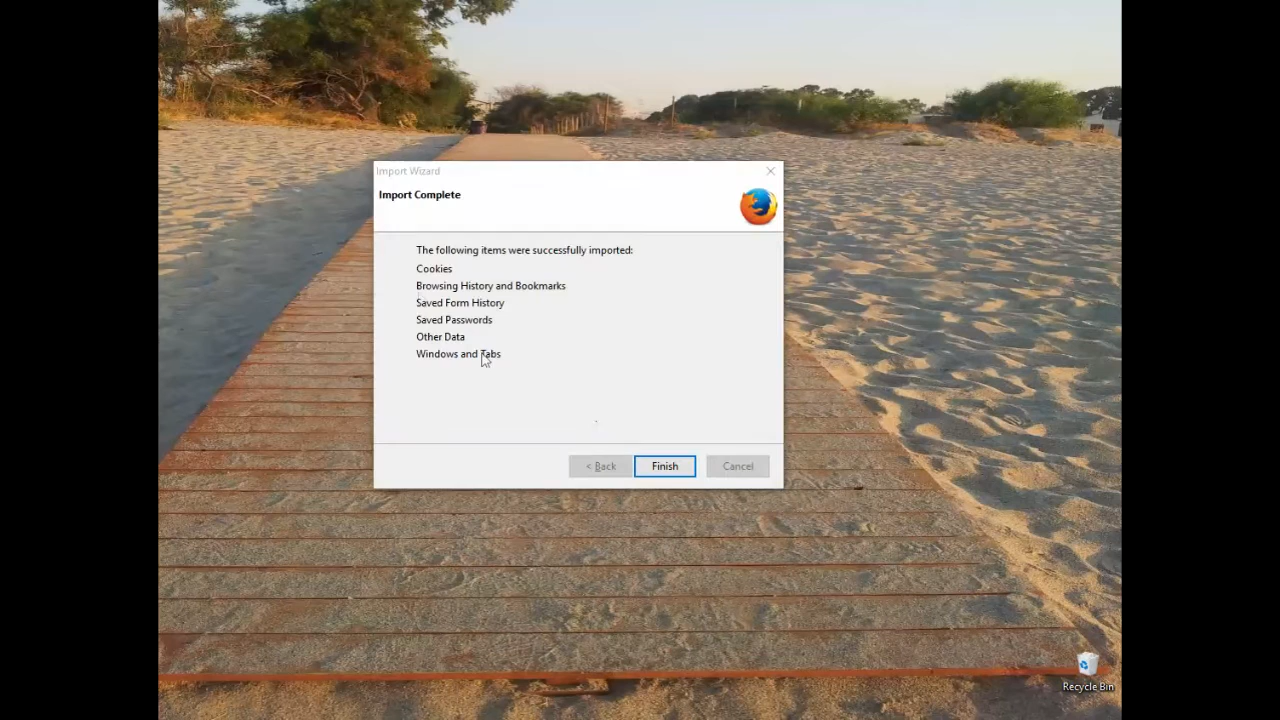 Import Wizard
Import Complete
The following items were successfully imported:
Cookies
Browsing History and Bookmarks
Saved Form History
Saved Passwords
Other Data
Windows and Tabs
< Back
Finish
Cancel
Recycle Bin